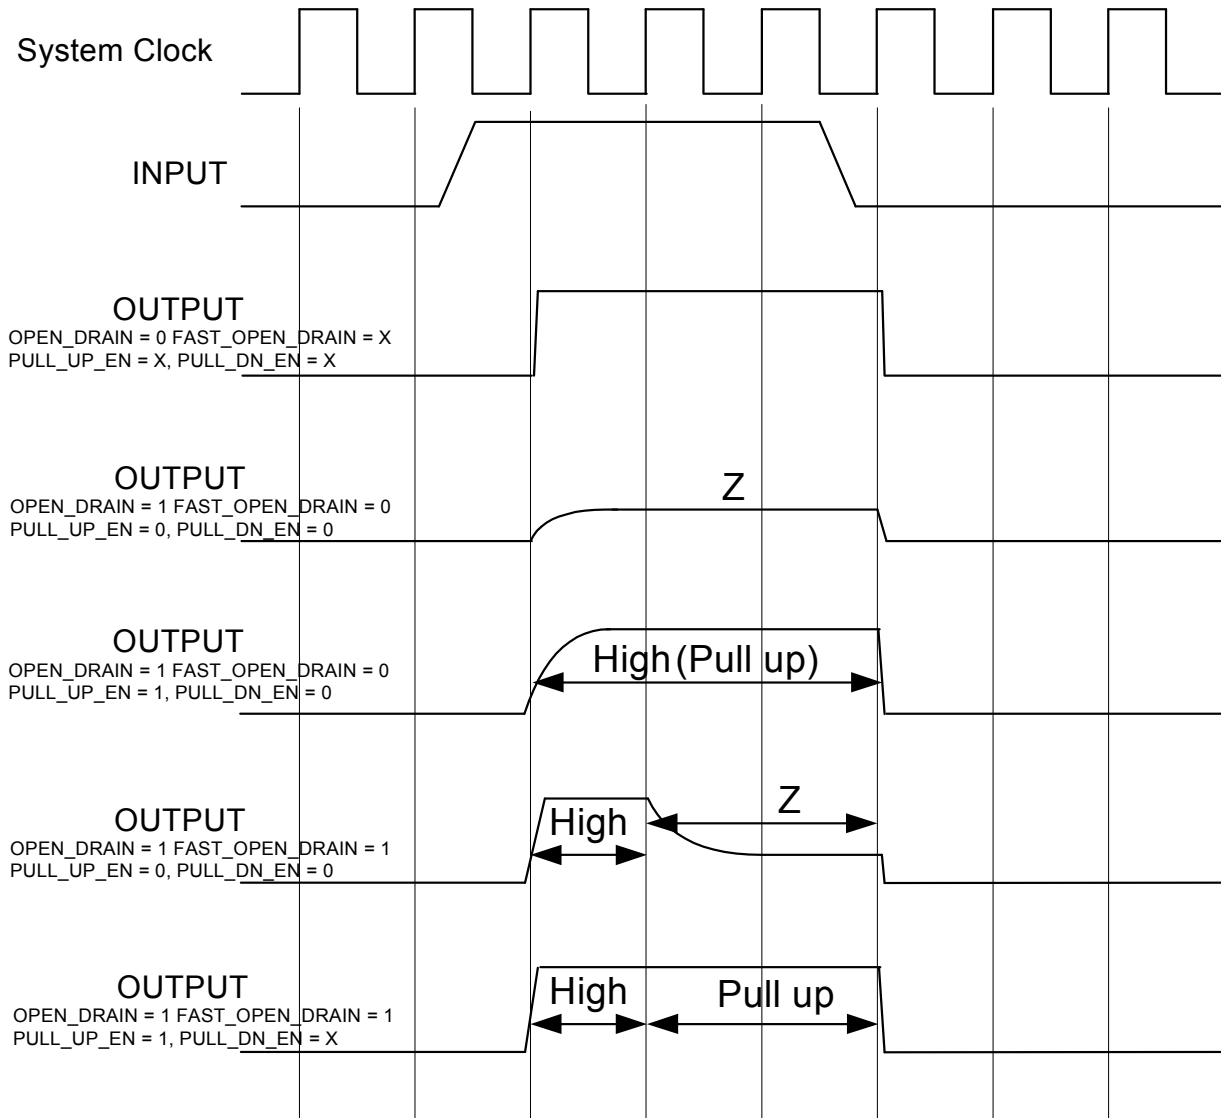 System Clock
INPUT
OUTPUT
OPEN_DRAIN = 0 FAST_OPEN_DRAIN = X
PULL_UP_EN = X, PULL_DN_EN = X
OUTPUT
OPEN_DRAIN = 1 FAST_OPEN_DRAIN = 0
PULL_UP_EN = 0, PULL_DN_EN = 0
Z
OUTPUT
OPEN_DRAIN = 1 FAST_OPEN_DRAIN = 0
PULL_UP_EN = 1, PULL_DN_EN = 0
High (Pull up)
OUTPUT
OPEN_DRAIN = 1 FAST_OPEN_DRAIN = 1
PULL_UP_EN = 0, PULL_DN_EN = 0
High
Z
OUTPUT
OPEN_DRAIN = 1 FAST_OPEN_DRAIN = 1
PULL_UP_EN = 1, PULL_DN_EN = X
High
Pull up